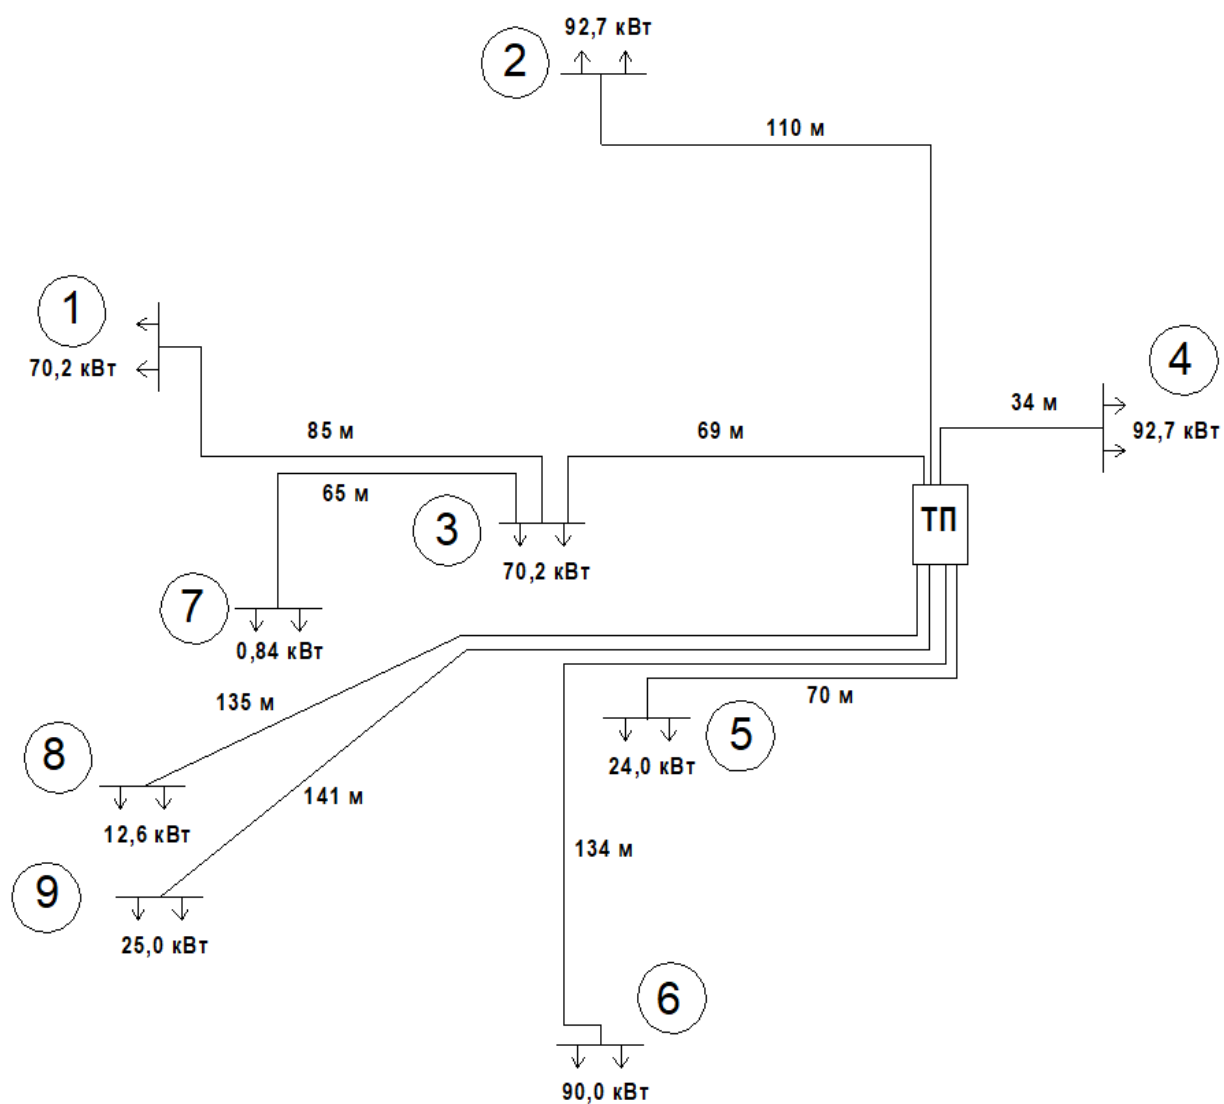 92,7 кВт
2
110 м
1
70,2 кВт
4
34 м
92,7 кВт
85 м
69 м
65 м
3
ТП
70,2 кВт
7
0,84 кВт
135 м
70 м
5
24,0 кВт
8
12,6 кВт
141 м
134 м
9
25,0 кВт
6
90,0 кВт